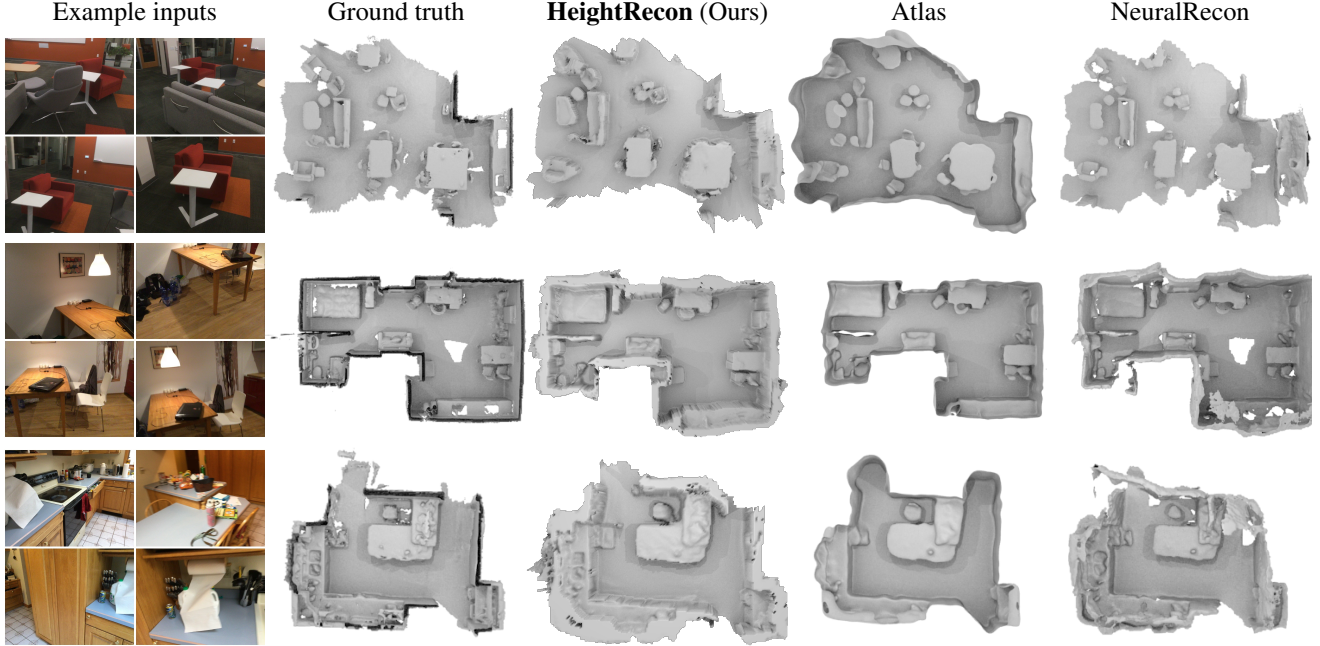 Example inputs
Ground truth
HeightRecon (Ours)
Atlas
NeuralRecon